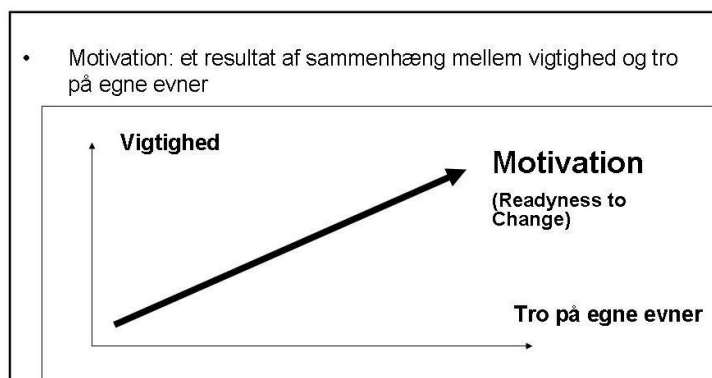 • Motivation: et resultat af sammenhæng mellem vigtighed og tro
på egne evner
Vigtighed
Motivation
(Readyness to
Change)
Tro på egne evner